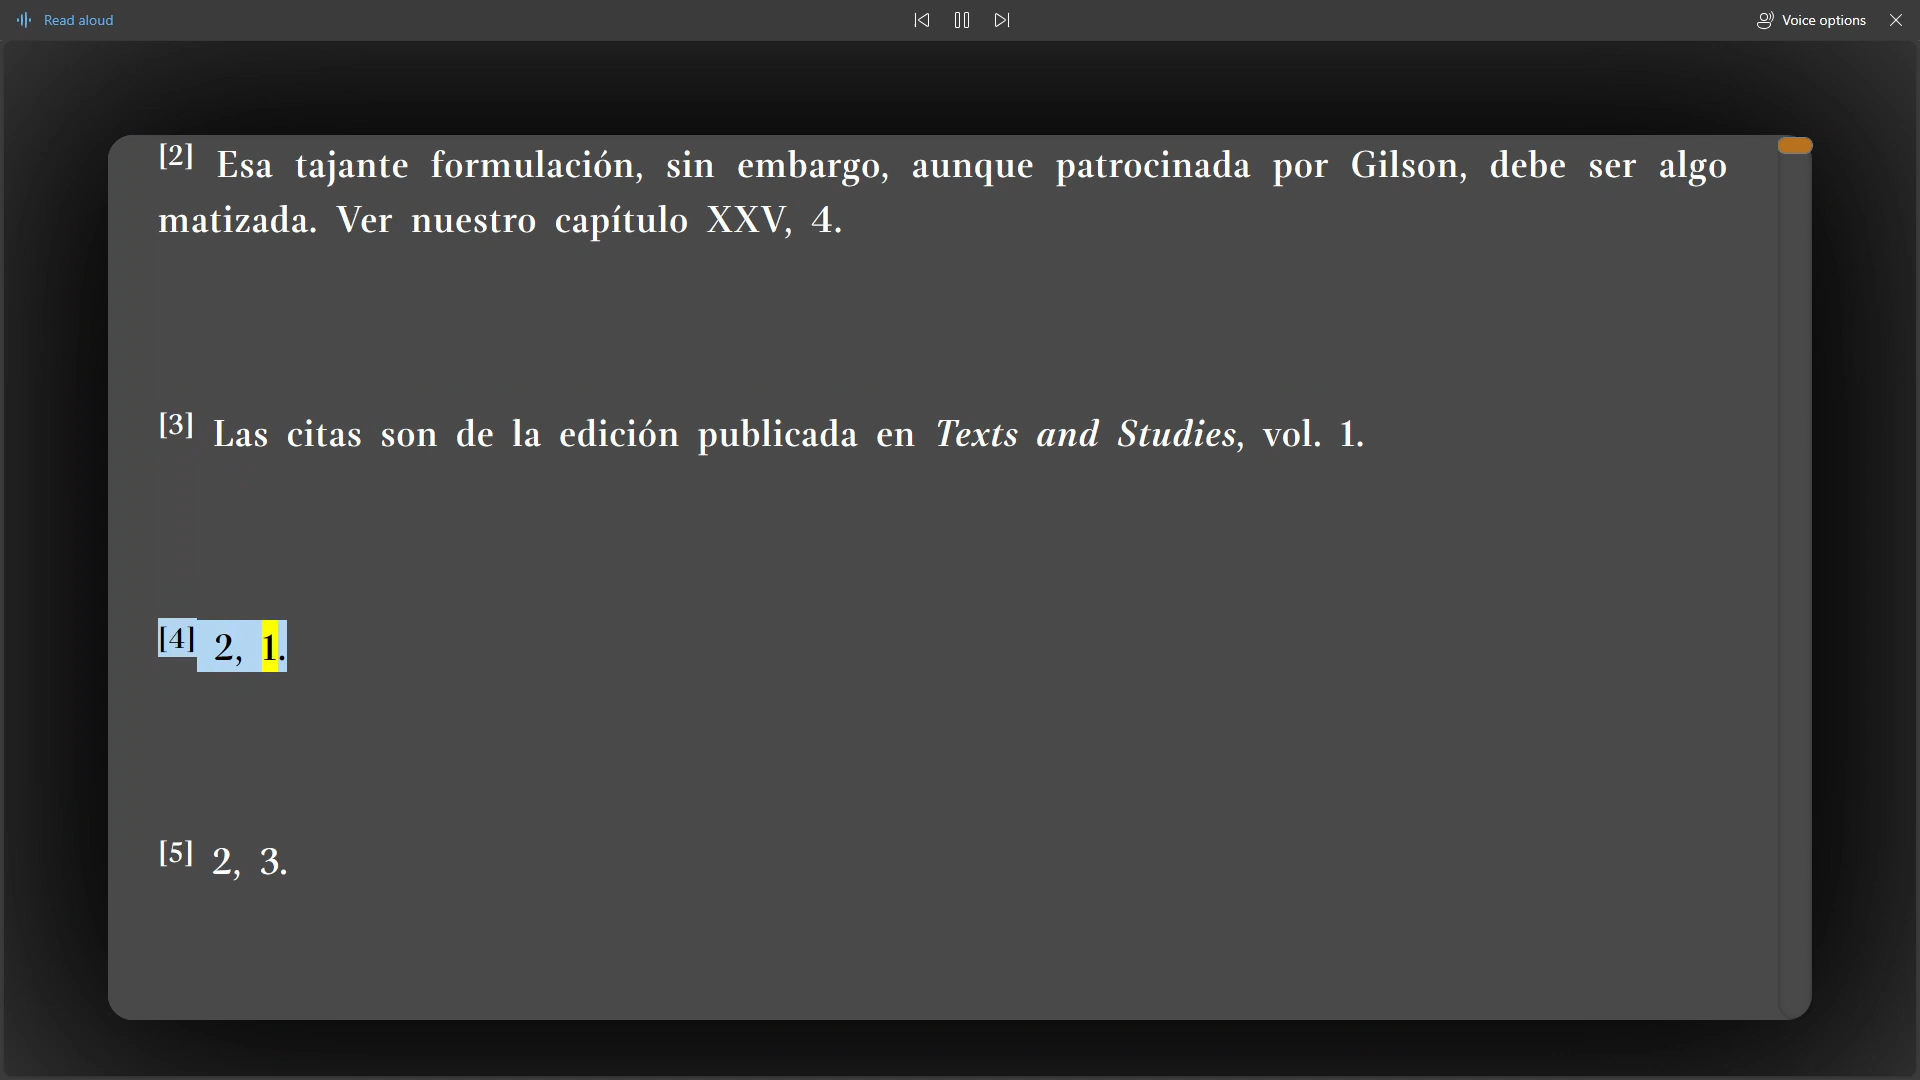 Read aloud
Voice options
[2] Esa tajante formulación, sin embargo, aunque patrocinada por Gilson, debe ser algo
matizada. Ver nuestro capítulo XXV, 4.
[3] Las citas son de la edición publicada en Texts and Studies, vol. 1.
[4] 2, 1.
[5] 2, 3.